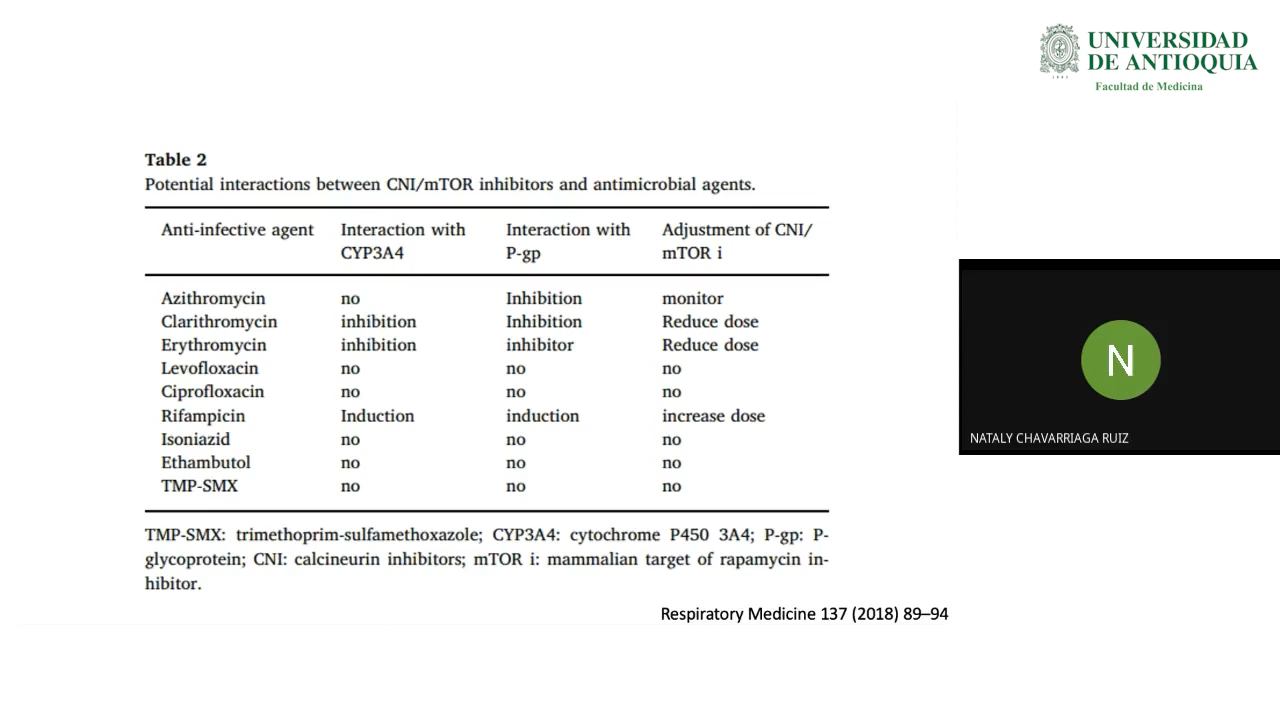 UNIVERSIDAD
DE ANTIOQUIA
Facultad de Medicina
Table 2
Potential interactions between CNI/mTOR inhibitors and antimicrobial agents.
Anti-infective agent Interaction with CYP3A4 Interaction with P-gp Adjustment of CNI/ mTOR i
Azithromycin no Inhibition monitor
Clarithromycin inhibition Inhibition Reduce dose
Erythromycin inhibition inhibitor Reduce dose
Levofloxacin no no no
Ciprofloxacin no no no
Rifampicin Induction induction increase dose
Isoniazid no no no
Ethambutol no no no
TMP-SMX no no no
TMP-SMX: trimethoprim-sulfamethoxazole; CYP3A4: cytochrome P450 3A4; P-gp: P-
glycoprotein; CNI: calcineurin inhibitors; mTOR i: mammalian target of rapamycin in-
hibitor.
Respiratory Medicine 137 (2018) 89–94
N
NATALY CHAVARRIAGA RUIZ